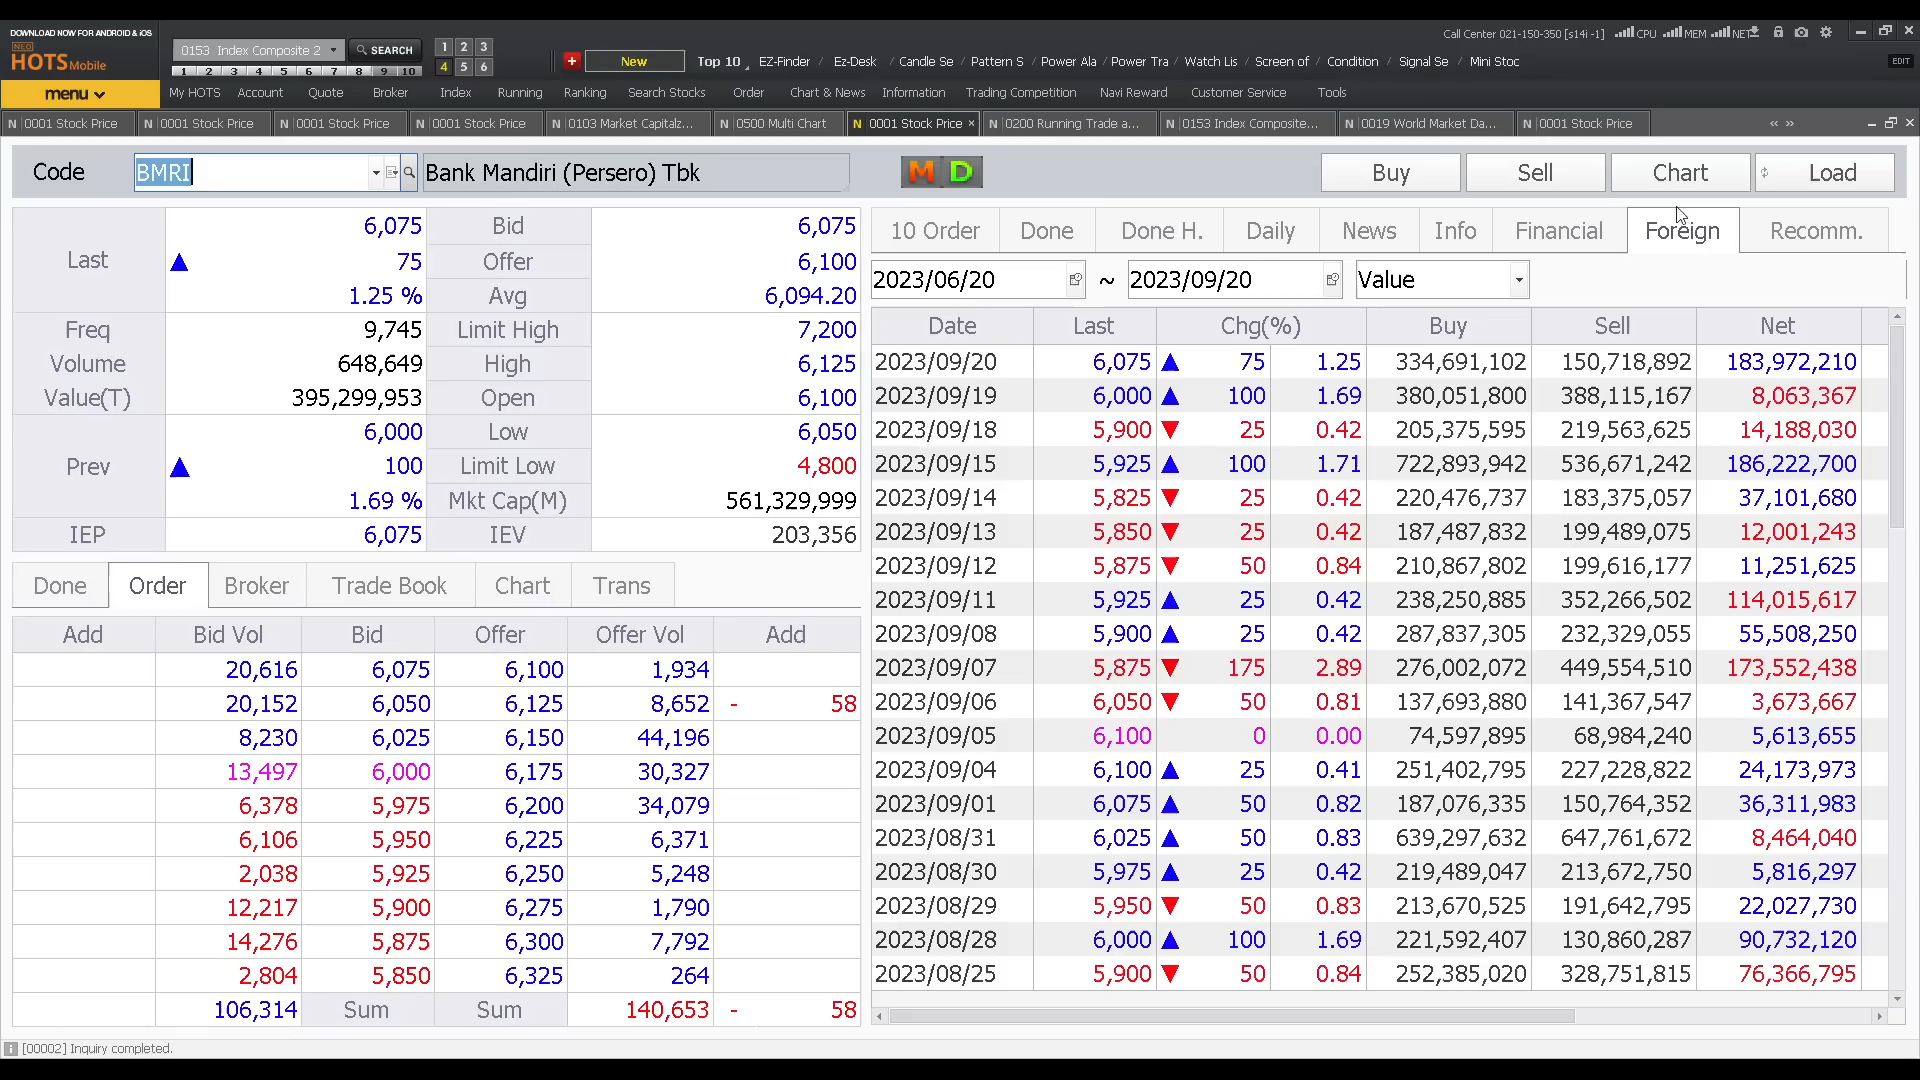 DOWNLOAD NOW FOR ANDROID & iOS
NEO
HOTS Mobile
0153 Index Composite 2
SEARCH
1 2 3
4 5 6
1 2 3 4 5 6 7 8 9 10
New
Top 10
EZ-Finder / Ez-Desk / Candle Se / Pattern S / Power Ala / Power Tra / Watch Lis / Screen of / Condition / Signal Se / Mini Stoc
Call Center 021-150-350 [s14i -1] CPU MEM NET
EDIT
menu
My HOTS Account Quote Broker Index Running Ranking Search Stocks Order Chart & News Information Trading Competition Navi Reward Customer Service Tools
N 0001 Stock Price N 0001 Stock Price N 0001 Stock Price N 0001 Stock Price N 0103 Market Capitalz... N 0500 Multi Chart N 0001 Stock Price × N 0200 Running Trade a... N 0153 Index Composite... N 0019 World Market Da... N 0001 Stock Price « »
Code BMRI Bank Mandiri (Persero) Tbk M D Buy Sell Chart Load
Last 6,075 Bid 6,075
75 Offer 6,100
1.25 % Avg 6,094.20
Freq 9,745 Limit High 7,200
Volume 648,649 High 6,125
Value(T) 395,299,953 Open 6,100
Prev 6,000 Low 6,050
100 Limit Low 4,800
1.69 % Mkt Cap(M) 561,329,999
IEP 6,075 IEV 203,356
Done Order Broker Trade Book Chart Trans
Add Bid Vol Bid Offer Offer Vol Add
20,616 6,075 6,100 1,934
20,152 6,050 6,125 8,652 - 58
8,230 6,025 6,150 44,196
13,497 6,000 6,175 30,327
6,378 5,975 6,200 34,079
6,106 5,950 6,225 6,371
2,038 5,925 6,250 5,248
12,217 5,900 6,275 1,790
14,276 5,875 6,300 7,792
2,804 5,850 6,325 264
106,314 Sum Sum 140,653 - 58
10 Order Done Done H. Daily News Info Financial Foreign Recomm.
2023/06/20 ~ 2023/09/20 Value
Date Last Chg(%) Buy Sell Net
2023/09/20 6,075 75 1.25 334,691,102 150,718,892 183,972,210
2023/09/19 6,000 100 1.69 380,051,800 388,115,167 8,063,367
2023/09/18 5,900 25 0.42 205,375,595 219,563,625 14,188,030
2023/09/15 5,925 100 1.71 722,893,942 536,671,242 186,222,700
2023/09/14 5,825 25 0.42 220,476,737 183,375,057 37,101,680
2023/09/13 5,850 25 0.42 187,487,832 199,489,075 12,001,243
2023/09/12 5,875 50 0.84 210,867,802 199,616,177 11,251,625
2023/09/11 5,925 25 0.42 238,250,885 352,266,502 114,015,617
2023/09/08 5,900 25 0.42 287,837,305 232,329,055 55,508,250
2023/09/07 5,875 175 2.89 276,002,072 449,554,510 173,552,438
2023/09/06 6,050 50 0.81 137,693,880 141,367,547 3,673,667
2023/09/05 6,100 0 0.00 74,597,895 68,984,240 5,613,655
2023/09/04 6,100 25 0.41 251,402,795 227,228,822 24,173,973
2023/09/01 6,075 50 0.82 187,076,335 150,764,352 36,311,983
2023/08/31 6,025 50 0.83 639,297,632 647,761,672 8,464,040
2023/08/30 5,975 25 0.42 219,489,047 213,672,750 5,816,297
2023/08/29 5,950 50 0.83 213,670,525 191,642,795 22,027,730
2023/08/28 6,000 100 1.69 221,592,407 130,860,287 90,732,120
2023/08/25 5,900 50 0.84 252,385,020 328,751,815 76,366,795
[00002] Inquiry completed.